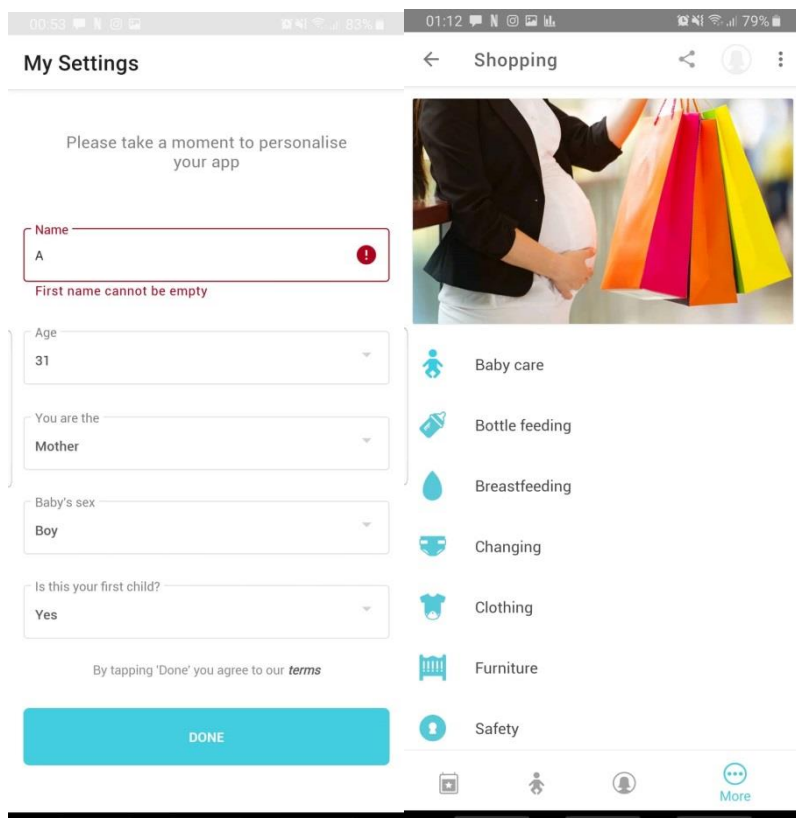 00:53
83%
My Settings
Please take a moment to personalise
your app
Name
A
First name cannot be empty
Age
31
You are the
Mother
Baby's sex
Boy
Is this your first child?
Yes
By tapping 'Done' you agree to our terms
DONE
01:12
79%
Shopping
Baby care
Bottle feeding
Breastfeeding
Changing
Clothing
Furniture
Safety
More